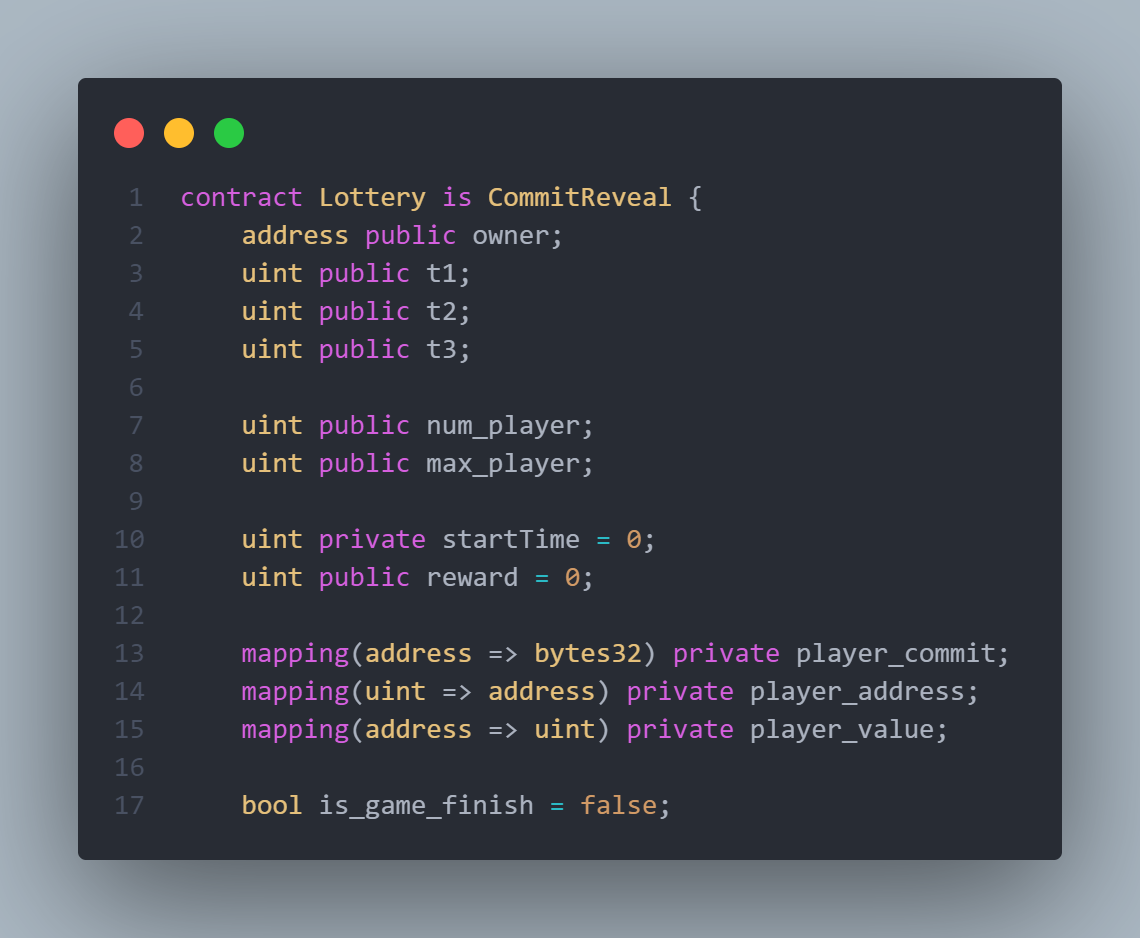 1 contract Lottery is CommitReveal {
2     address public owner;
3     uint public t1;
4     uint public t2;
5     uint public t3;
6
7     uint public num_player;
8     uint public max_player;
9
10     uint private startTime = 0;
11     uint public reward = 0;
12
13     mapping(address => bytes32) private player_commit;
14     mapping(uint => address) private player_address;
15     mapping(address => uint) private player_value;
16
17     bool is_game_finish = false;